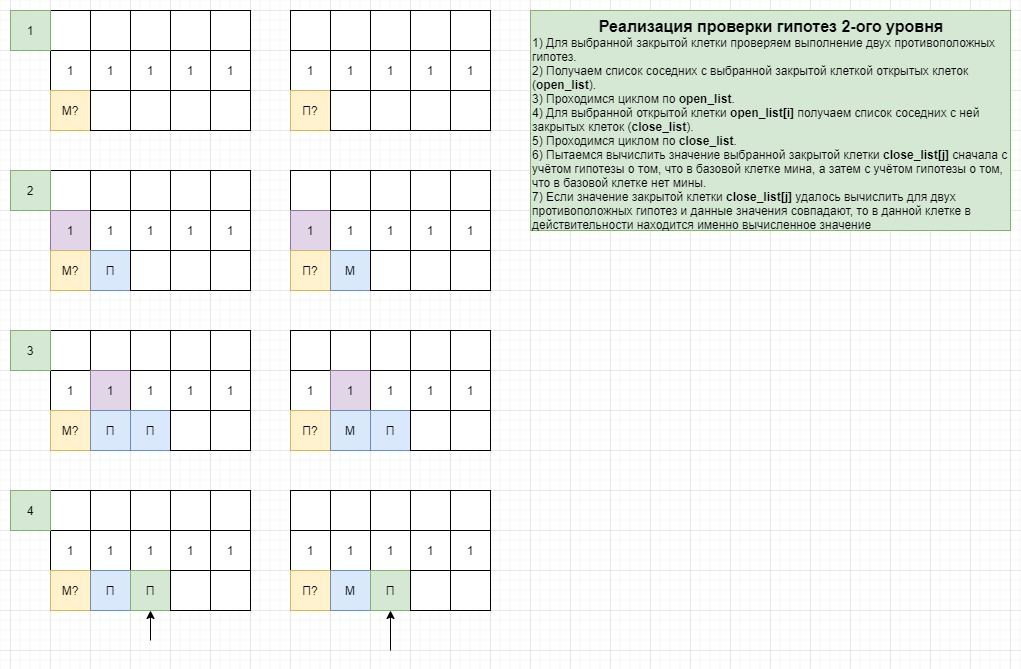 1
1 1 1 1 1
1 1 1 1 1
М?
П?
2
1 1 1 1 1
1 1 1 1 1
М? П
П? М
3
1 1 1 1 1
1 1 1 1 1
М? П П
П? М П
4
1 1 1 1 1
1 1 1 1 1
М? П П
П? М П
Реализация проверки гипотез 2-ого уровня
1) Для выбранной закрытой клетки проверяем выполнение двух противоположных
гипотез.
2) Получаем список соседних с выбранной закрытой клеткой открытых клеток
(open_list).
3) Проходимся циклом по open_list.
4) Для выбранной открытой клетки open_list[i] получаем список соседних с ней
закрытых клеток (close_list).
5) Проходимся циклом по close_list.
6) Пытаемся вычислить значение выбранной закрытой клетки close_list[j] сначала с
учётом гипотезы о том, что в базовой клетке мина, а затем с учётом гипотезы о том,
что в базовой клетке нет мины.
7) Если значение закрытой клетки close_list[j] удалось вычислить для двух
противоположных гипотез и данные значения совпадают, то в данной клетке в
действительности находится именно вычисленное значение